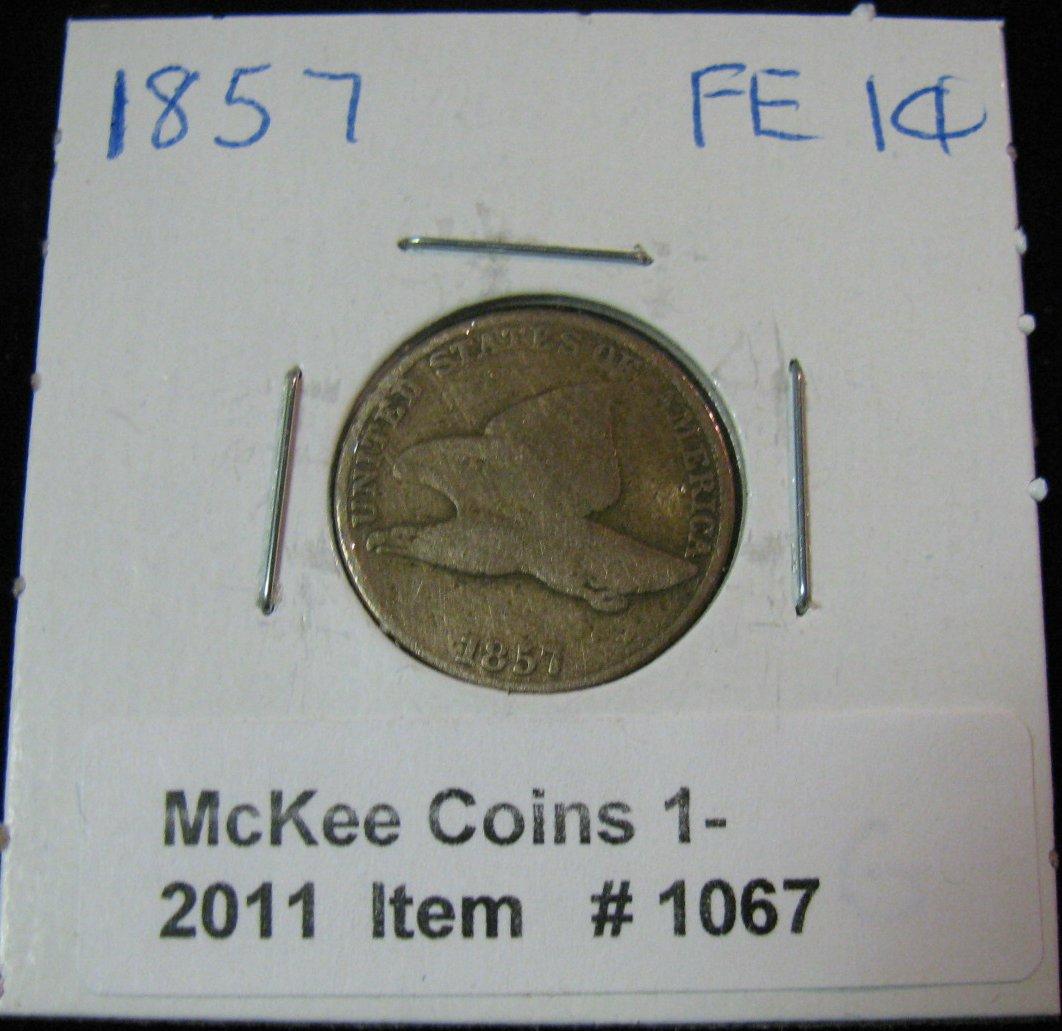 1857 FE 1¢
UNITED STATES OF AMERICA
1857
McKee Coins 1-
2011 Item # 1067